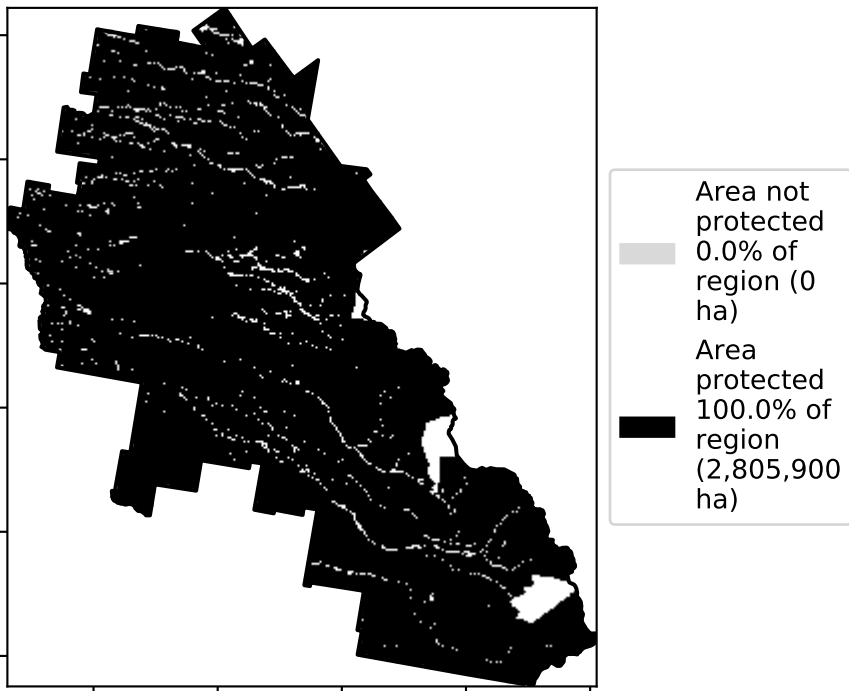 Area not
protected
0.0% of
region (0
ha)
Area
protected
100.0% of
region
(2,805,900
ha)